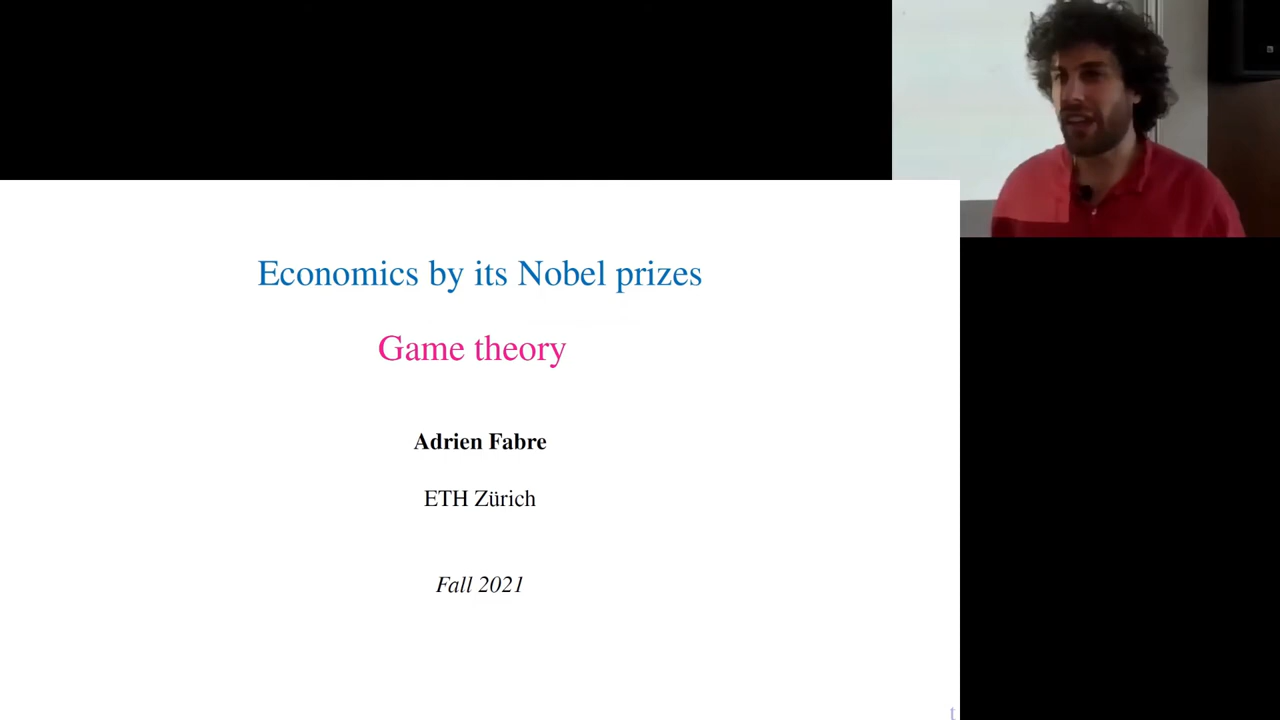 Economics by its Nobel prizes
Game theory
Adrien Fabre
ETH Zürich
Fall 2021
t